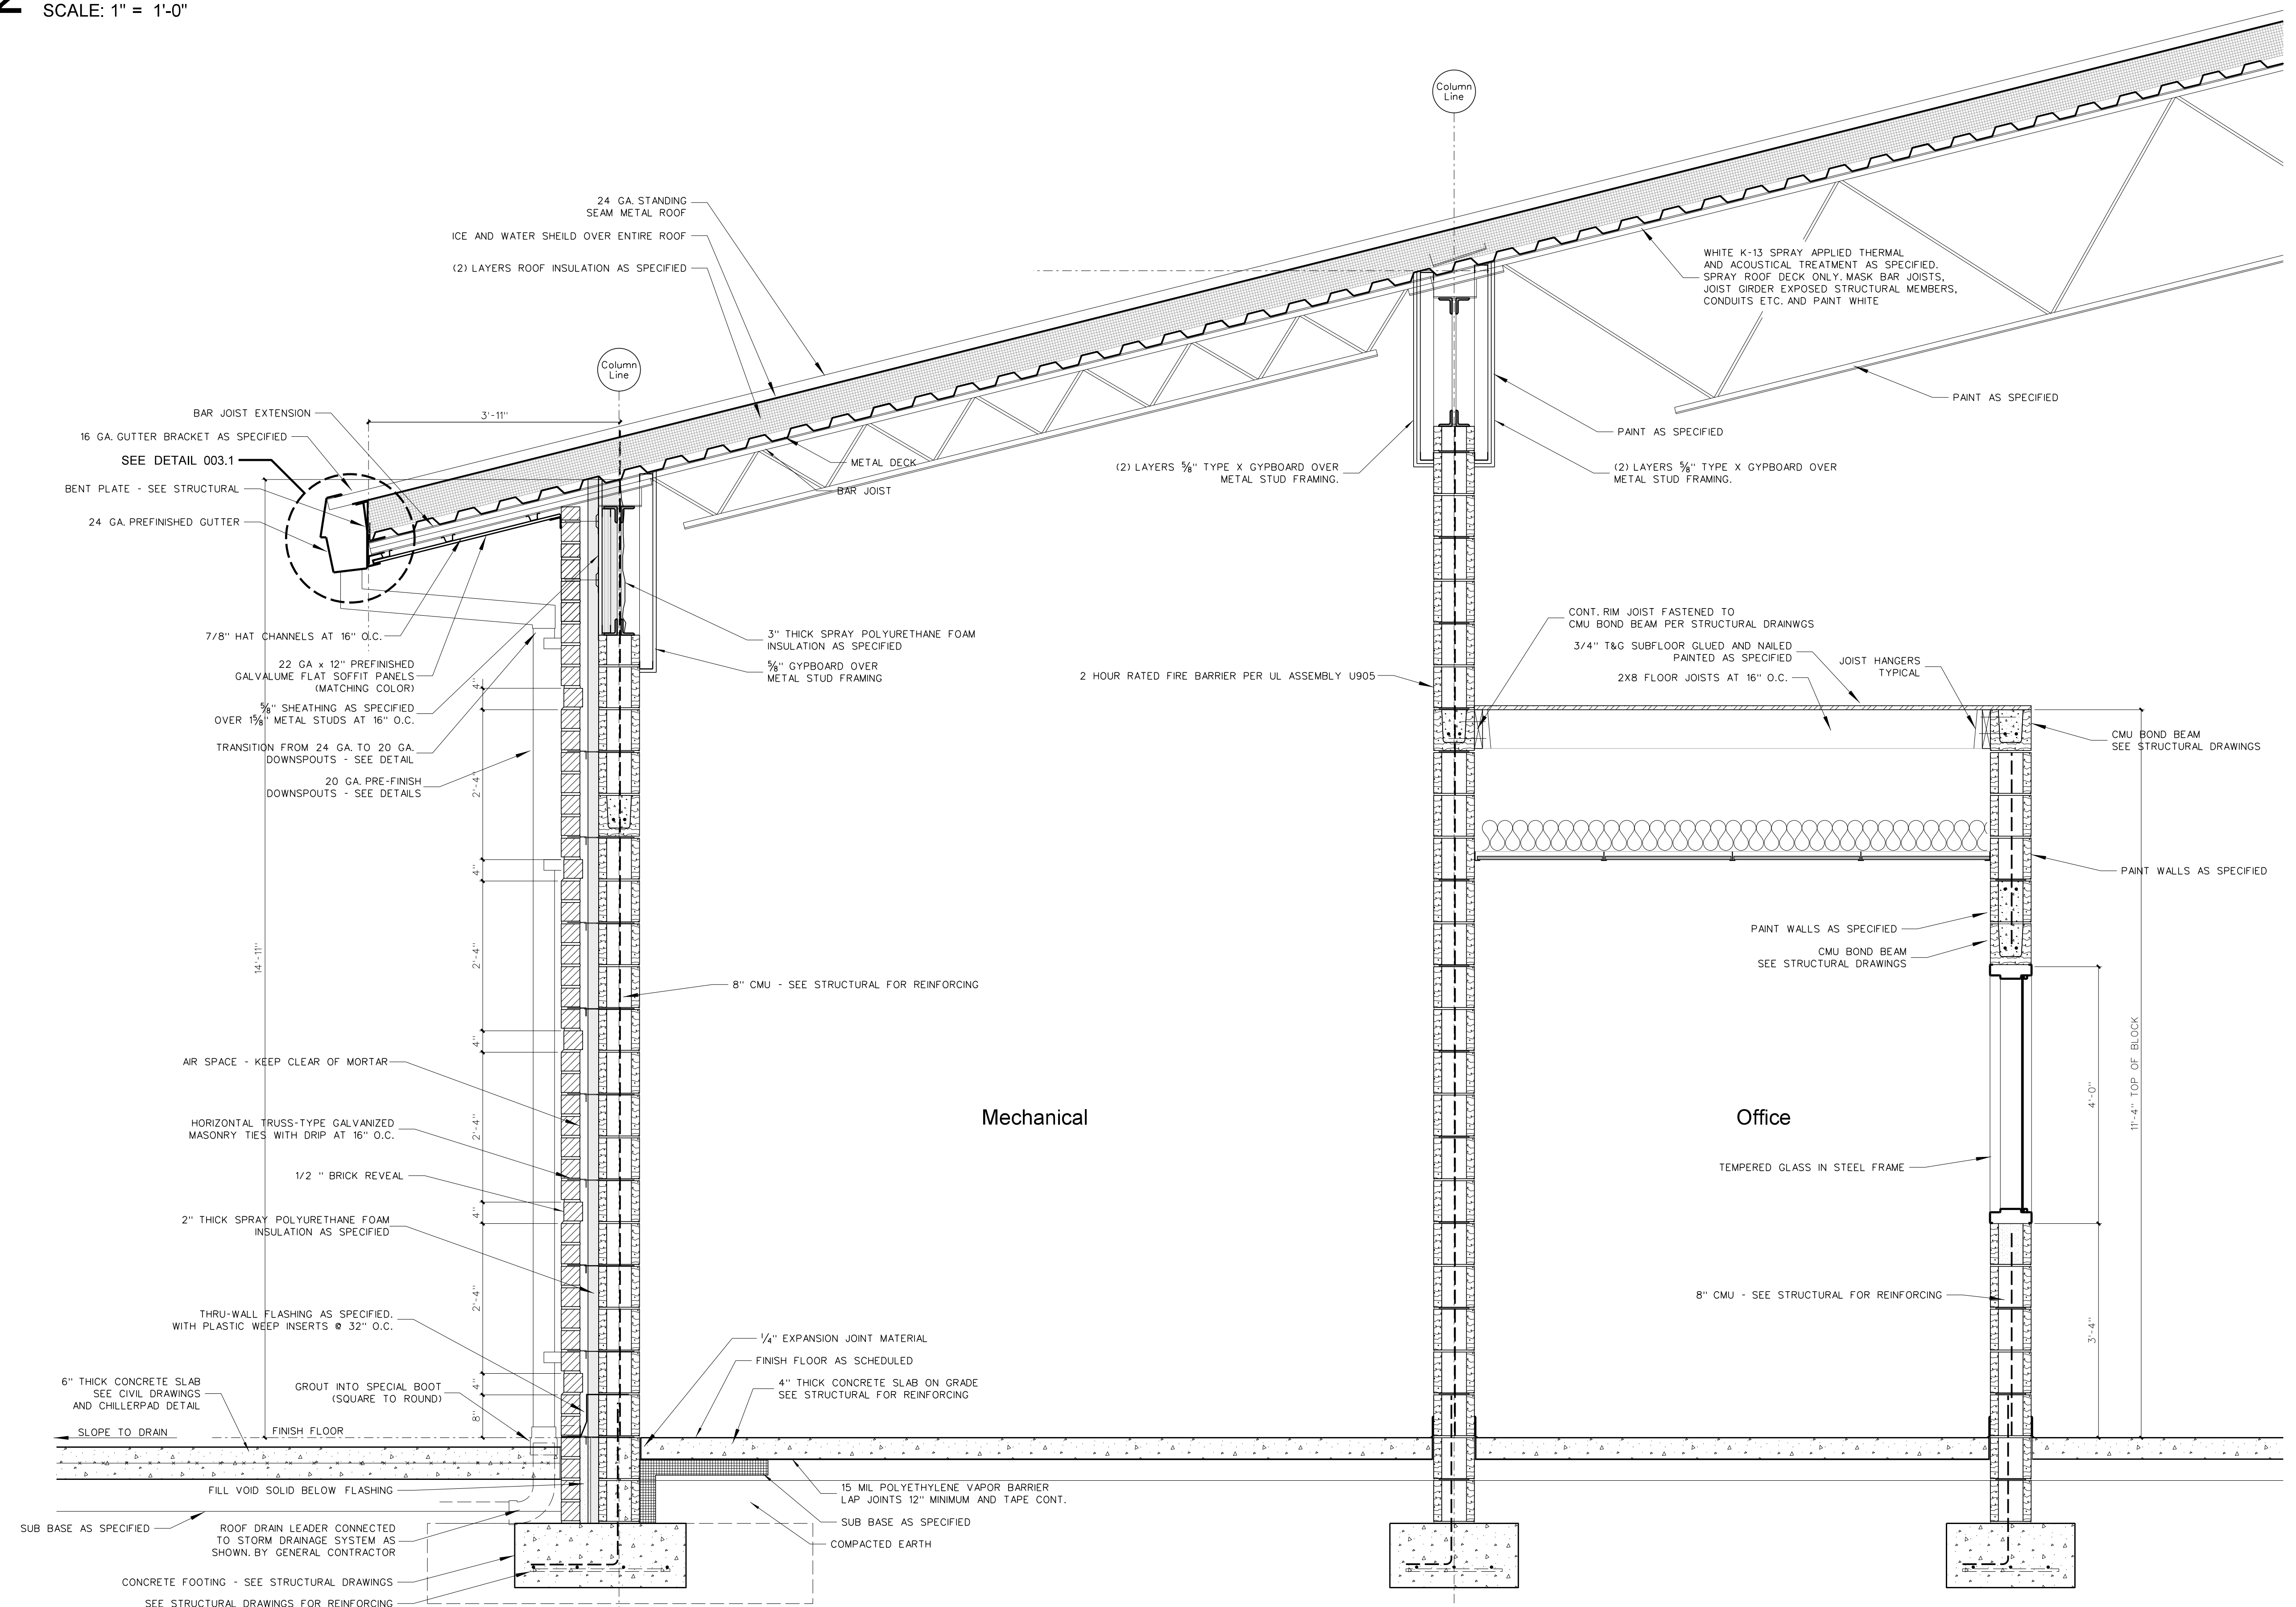 SCALE: 1" = 1'-0"
Column
Line
24 GA. STANDING
SEAM METAL ROOF
ICE AND WATER SHEILD OVER ENTIRE ROOF
(2) LAYERS ROOF INSULATION AS SPECIFIED
WHITE K-13 SPRAY APPLIED THERMAL
AND ACOUSTICAL TREATMENT AS SPECIFIED.
SPRAY ROOF DECK ONLY. MASK BAR JOISTS,
JOIST GIRDER EXPOSED STRUCTURAL MEMBERS,
CONDUITS ETC. AND PAINT WHITE
Column
Line
3'-11"
BAR JOIST EXTENSION
16 GA. GUTTER BRACKET AS SPECIFIED
SEE DETAIL 003.1
BENT PLATE - SEE STRUCTURAL
24 GA. PREFINISHED GUTTER
METAL DECK
BAR JOIST
PAINT AS SPECIFIED
PAINT AS SPECIFIED
(2) LAYERS ⅝" TYPE X GYPBOARD OVER
METAL STUD FRAMING.
(2) LAYERS ⅝" TYPE X GYPBOARD OVER
METAL STUD FRAMING.
7/8" HAT CHANNELS AT 16" O.C.
22 GA x 12" PREFINISHED
GALVALUME FLAT SOFFIT PANELS
(MATCHING COLOR)
⅝" SHEATHING AS SPECIFIED
OVER 1⅝" METAL STUDS AT 16" O.C.
TRANSITION FROM 24 GA. TO 20 GA.
DOWNSPOUTS - SEE DETAIL
20 GA. PRE-FINISH
DOWNSPOUTS - SEE DETAILS
3" THICK SPRAY POLYURETHANE FOAM
INSULATION AS SPECIFIED
⅝" GYPBOARD OVER
METAL STUD FRAMING
2 HOUR RATED FIRE BARRIER PER UL ASSEMBLY U905
CONT. RIM JOIST FASTENED TO
CMU BOND BEAM PER STRUCTURAL DRAINWGS
3/4" T&G SUBFLOOR GLUED AND NAILED
PAINTED AS SPECIFIED
2X8 FLOOR JOISTS AT 16" O.C.
JOIST HANGERS
TYPICAL
CMU BOND BEAM
SEE STRUCTURAL DRAWINGS
PAINT WALLS AS SPECIFIED
PAINT WALLS AS SPECIFIED
CMU BOND BEAM
SEE STRUCTURAL DRAWINGS
4"
2'-4"
4"
2'-4"
4"
2'-4"
4"
2'-4"
4"
8"
14'-11"
8" CMU - SEE STRUCTURAL FOR REINFORCING
AIR SPACE - KEEP CLEAR OF MORTAR
HORIZONTAL TRUSS-TYPE GALVANIZED
MASONRY TIES WITH DRIP AT 16" O.C.
1/2 " BRICK REVEAL
2" THICK SPRAY POLYURETHANE FOAM
INSULATION AS SPECIFIED
THRU-WALL FLASHING AS SPECIFIED.
WITH PLASTIC WEEP INSERTS @ 32" O.C.
Mechanical
Office
TEMPERED GLASS IN STEEL FRAME
4'-0"
11'-4" TOP OF BLOCK
3'-4"
8" CMU - SEE STRUCTURAL FOR REINFORCING
¼" EXPANSION JOINT MATERIAL
FINISH FLOOR AS SCHEDULED
4" THICK CONCRETE SLAB ON GRADE
SEE STRUCTURAL FOR REINFORCING
6" THICK CONCRETE SLAB
SEE CIVIL DRAWINGS
AND CHILLERPAD DETAIL
GROUT INTO SPECIAL BOOT
(SQUARE TO ROUND)
SLOPE TO DRAIN
FINISH FLOOR
FILL VOID SOLID BELOW FLASHING
SUB BASE AS SPECIFIED
ROOF DRAIN LEADER CONNECTED
TO STORM DRAINAGE SYSTEM AS
SHOWN. BY GENERAL CONTRACTOR
15 MIL POLYETHYLENE VAPOR BARRIER
LAP JOINTS 12" MINIMUM AND TAPE CONT.
SUB BASE AS SPECIFIED
COMPACTED EARTH
CONCRETE FOOTING - SEE STRUCTURAL DRAWINGS
SEE STRUCTURAL DRAWINGS FOR REINFORCING